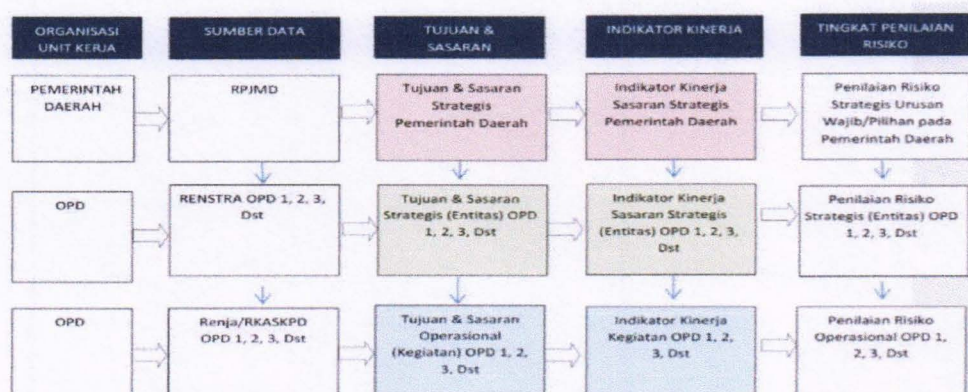 ORGANISASI
UNIT KERJA
SUMBER DATA
TUJUAN &
SASARAN
INDIKATOR KINERJA
TINGKAT PENILAIAN
RISIKO
PEMERINTAH
DAERAH
RPJMD
Tujuan & Sasaran
Strategis
Pemerintah Daerah
Indikator Kinerja
Sasaran Strategis
Pemerintah Daerah
Penilaian Risiko
Strategis Urusan
Wajib/Pilihan pada
Pemerintah Daerah
OPD
RENSTRA OPD 1, 2, 3,
Dst
Tujuan & Sasaran
Strategis (Entitas) OPD
1, 2, 3, Dst
Indikator Kinerja
Sasaran Strategis
(Entitas) OPD 1, 2, 3,
Dst
Penilaian Risiko
Strategis (Entitas) OPD
1, 2, 3, Dst
OPD
Renja/RKASKPD
OPD 1, 2, 3, Dst
Tujuan & Sasaran
Operasional
(Kegiatan) OPD 1, 2,
3, Dst
Indikator Kinerja
Kegiatan OPD 1, 2,
3, Dst
Penilaian Risiko
Operasional OPD 1,
2, 3, Dst